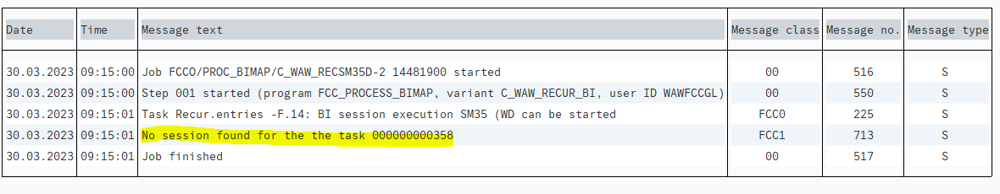 Date Time Message text Message class Message no. Message type
30.03.2023 09:15:00 Job FCCO/PROC_BIMAP/C_WAW_RECSM35D-2 14481900 started 00 516 S
30.03.2023 09:15:00 Step 001 started (program FCC_PROCESS_BIMAP, variant C_WAW_RECUR_BI, user ID WAWFCCGL) 00 550 S
30.03.2023 09:15:01 Task Recur.entries -F.14: BI session execution SM35 (WD can be started FCC0 225 S
30.03.2023 09:15:01 No session found for the the task 000000000358 FCC1 713 S
30.03.2023 09:15:01 Job finished 00 517 S